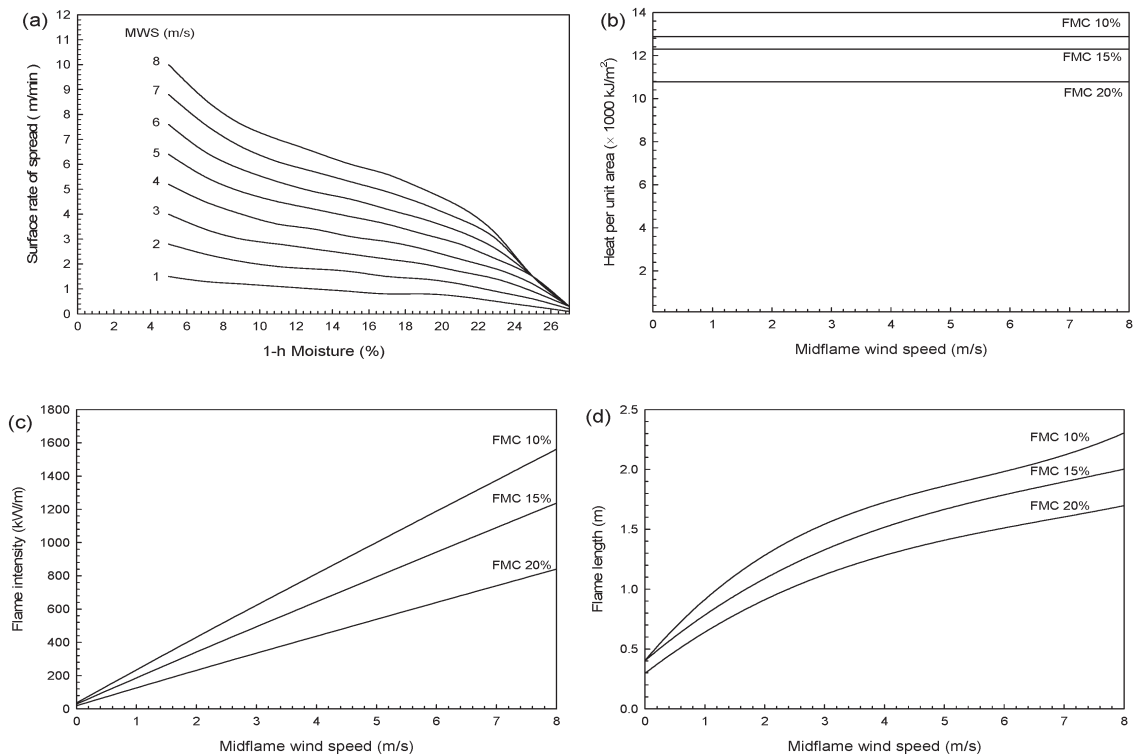 (a)
12
11
10
9
8
7
6
5
4
3
2
1
0
Surface rate of spread ( m/min )
MWS (m/s)
8
7
6
5
4
3
2
1
0 2 4 6 8 10 12 14 16 18 20 22 24 26
1-h Moisture (%)
(b)
14
12
10
8
6
4
2
Heat per unit area (× 1000 kJ/m²)
FMC 10%
FMC 15%
FMC 20%
0 1 2 3 4 5 6 7 8
Midflame wind speed (m/s)
(c)
1800
1600
1400
1200
1000
800
600
400
200
0
Flame intensity (kW/m)
FMC 10%
FMC 15%
FMC 20%
0 1 2 3 4 5 6 7 8
Midflame wind speed (m/s)
(d)
2.5
2.0
1.5
1.0
0.5
0.0
Flame length (m)
FMC 10%
FMC 15%
FMC 20%
0 1 2 3 4 5 6 7 8
Midflame wind speed (m/s)